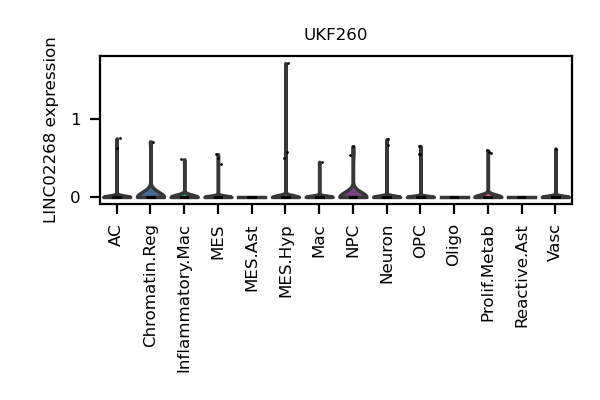 UKF260
LINC02268 expression
1
0
AC
Chromatin.Reg
Inflammatory.Mac
MES
MES.Ast
MES.Hyp
Mac
NPC
Neuron
OPC
Oligo
Prolif.Metab
Reactive.Ast
Vasc